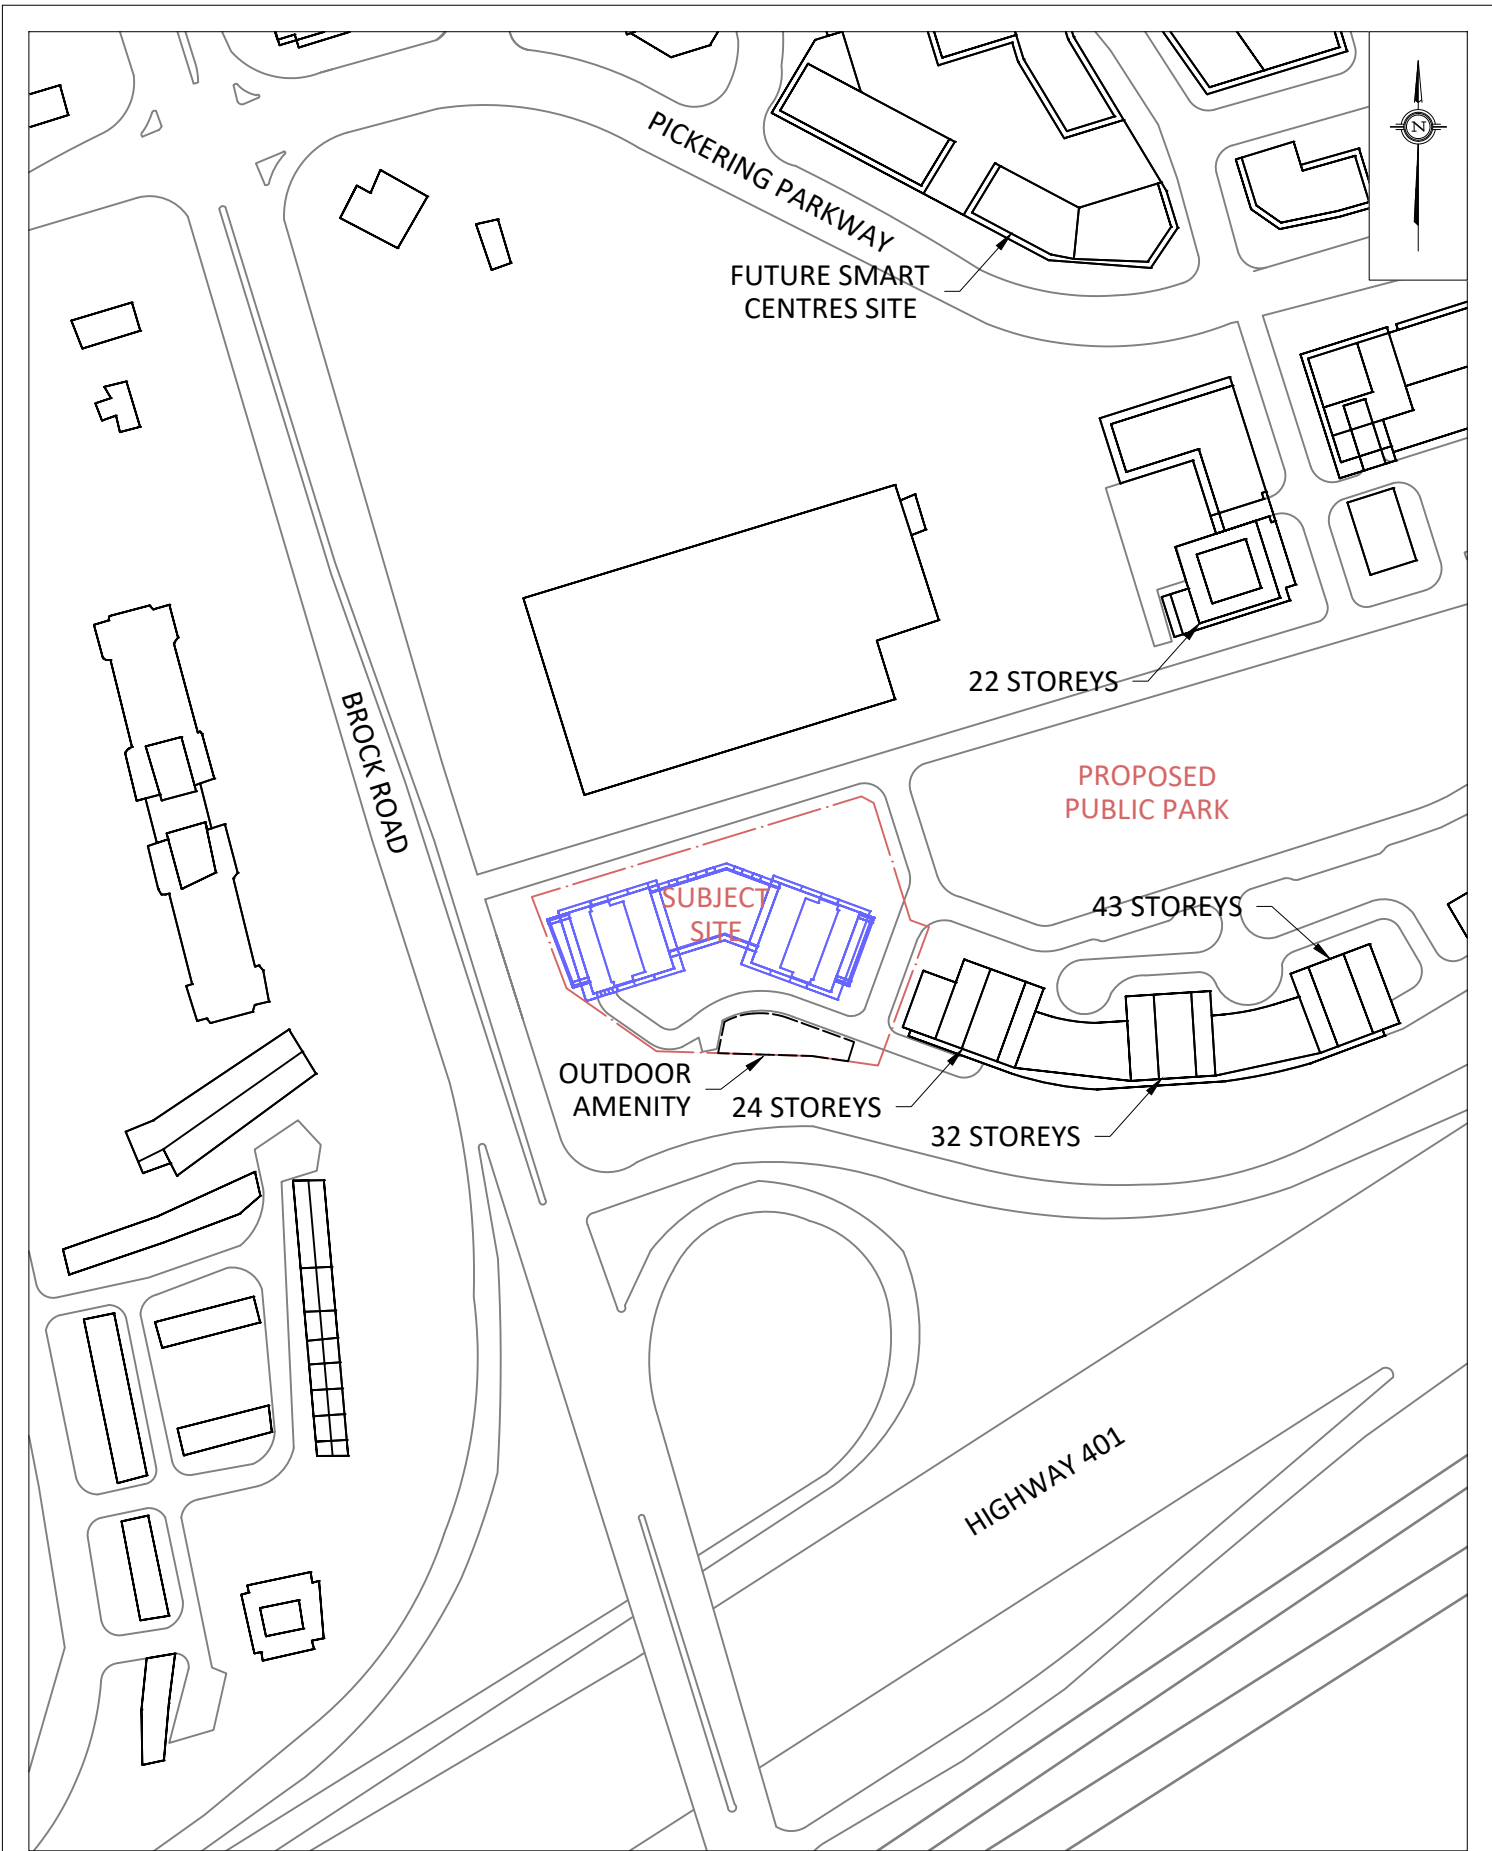 N
PICKERING PARKWAY
FUTURE SMART
CENTRES SITE
22 STOREYS
BROCK ROAD
PROPOSED
PUBLIC PARK
SUBJECT
SITE
43 STOREYS
OUTDOOR
AMENITY
24 STOREYS
32 STOREYS
HIGHWAY 401